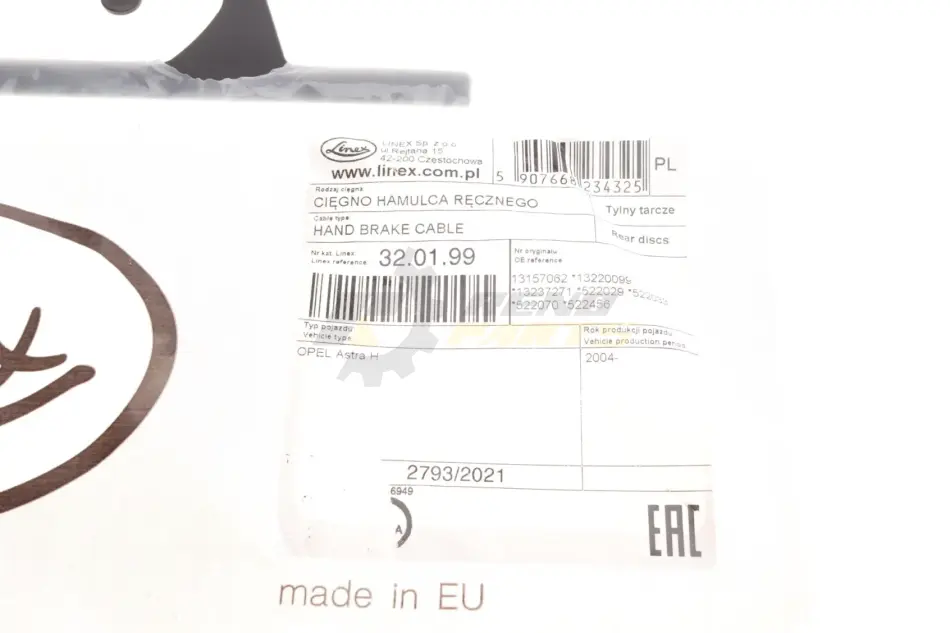 Linex
LINEX Sp. z o.o.
ul.Rejtana 15
42-200 Częstochowa
www.linex.com.pl
5 907668 234325
PL
Rodzaj cięgna
CIĘGNO HAMULCA RĘCZNEGO
Tylny tarcze
Cable type
HAND BRAKE CABLE
Rear discs
Nr kat. Linex:
Linex reference:
32.01.99
Nr oryginału
OE reference
13157062 *13220099
*13237271 *522029
*522070 *522456
Typ pojazdu
Vehicle type
Rok produkcji pojazdu
Vehicle production period
OPEL Astra H
2004-
2793/2021
6949
A
EAC
made in EU